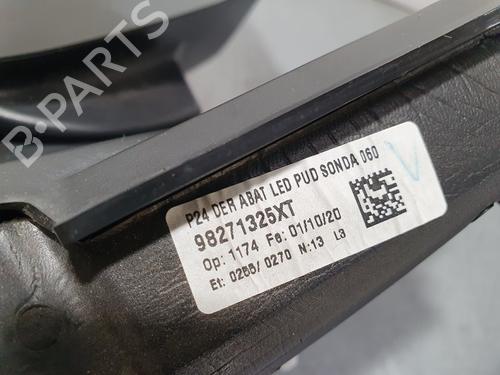 B-PARTS
P24 DER ABAT LED PUD SONDA 060
98271325XT
Op: 1174 Fe: 01/10/20
Et: 0266/ 0270 N:13 L3
V